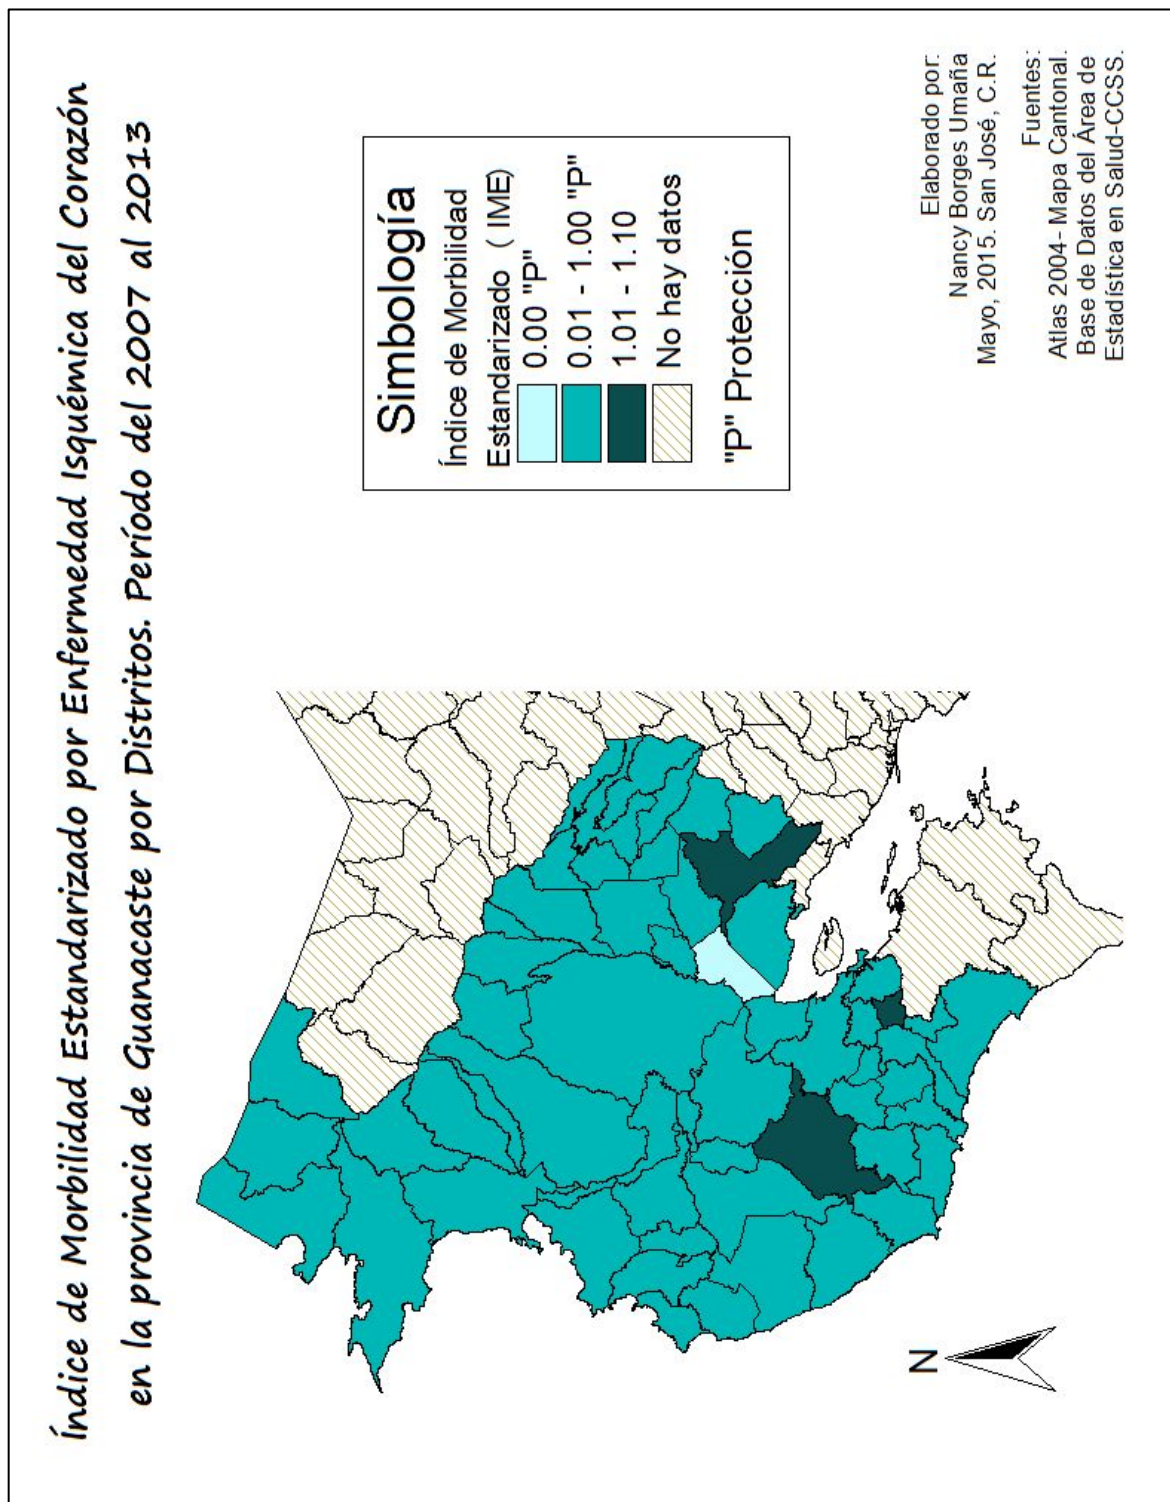 Índice de Morbilidad Estandarizado por Enfermedad Isquémica del Corazón
en la provincia de Guanacaste por Distritos. Período del 2007 al 2013
Simbología
Índice de Morbilidad
Estandarizado ( IME)
0.00 "P"
0.01 - 1.00 "P"
1.01 - 1.10
No hay datos
"P" Protección
N
Elaborado por:
Nancy Borges Umaña
Mayo, 2015. San José, C.R.
Fuentes:
Atlas 2004- Mapa Cantonal.
Base de Datos del Área de
Estadística en Salud-CCSS.